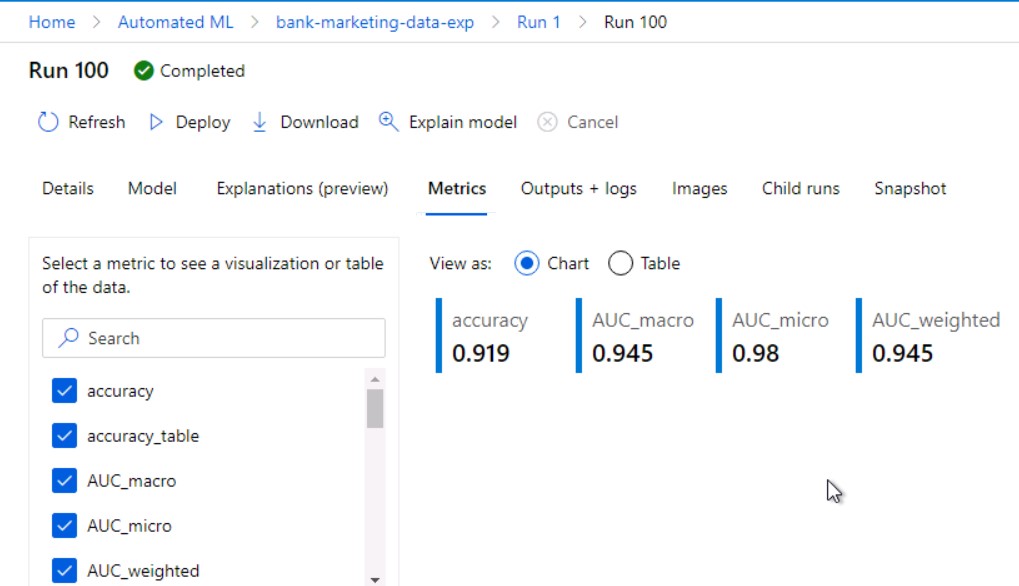 Home > Automated ML > bank-marketing-data-exp > Run 1 > Run 100
Run 100 Completed
Refresh Deploy Download Explain model Cancel
Details Model Explanations (preview) Metrics Outputs + logs Images Child runs Snapshot
Select a metric to see a visualization or table
of the data.
Search
accuracy
accuracy_table
AUC_macro
AUC_micro
AUC_weighted
View as: Chart Table
accuracy AUC_macro AUC_micro AUC_weighted
0.919 0.945 0.98 0.945